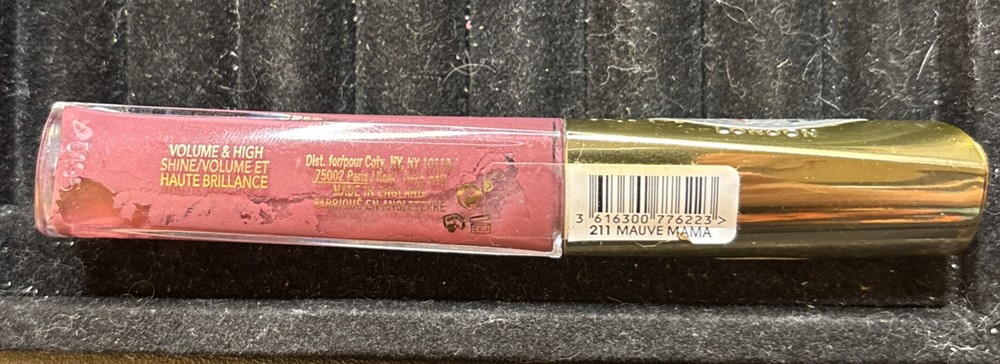 VOLUME & HIGH
SHINE/VOLUME ET
HAUTE BRILLANCE
Dist. for/pour Coty, NY, NY
75002 Paris /
MADE IN ENGLAND/
FABRIQUÉ EN ANGLETERRE
LONDON
3 616300 776223 >
211 MAUVE MAMA